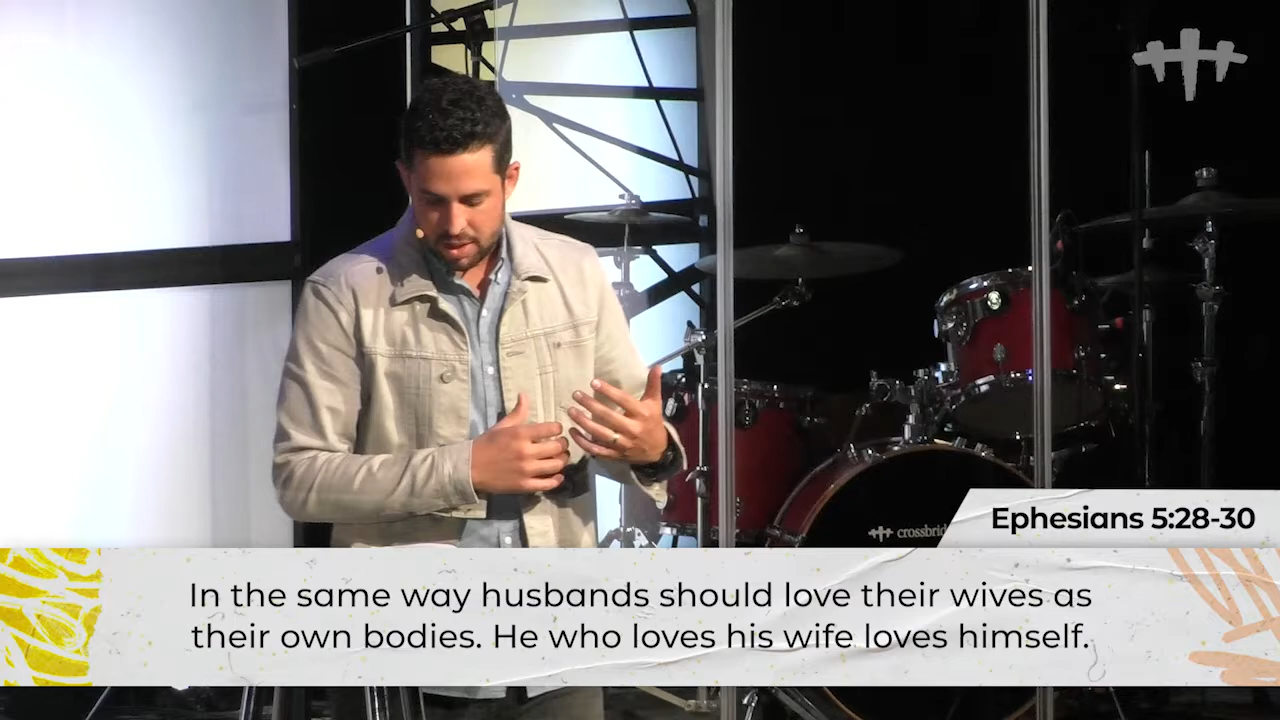 Ephesians 5:28-30
In the same way husbands should love their wives as
their own bodies. He who loves his wife loves himself.